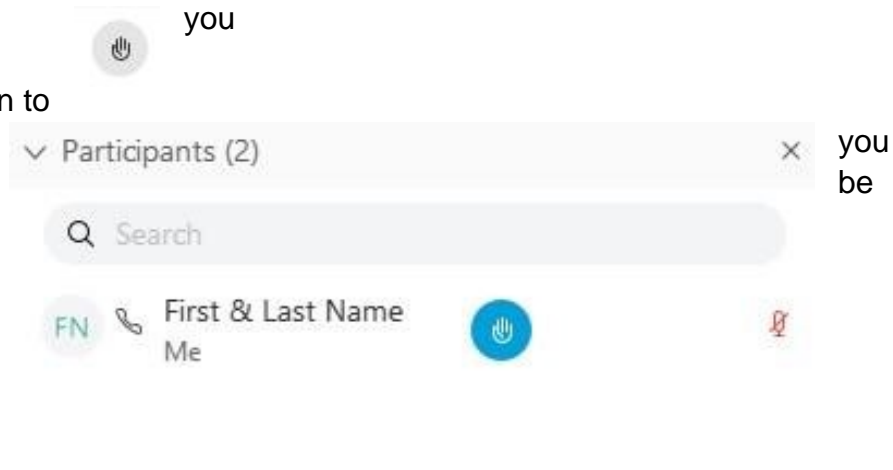 you
n to
Participants (2)
you
be
Search
FN
First & Last Name
Me